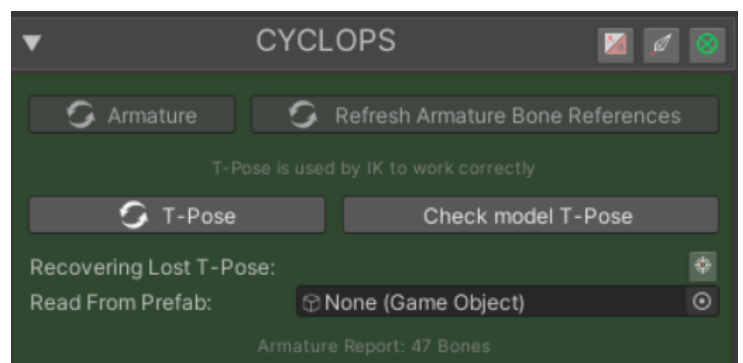 CYCLOPS
Armature Refresh Armature Bone References
T-Pose is used by IK to work correctly
T-Pose Check model T-Pose
Recovering Lost T-Pose:
Read From Prefab: None (Game Object)
Armature Report: 47 Bones